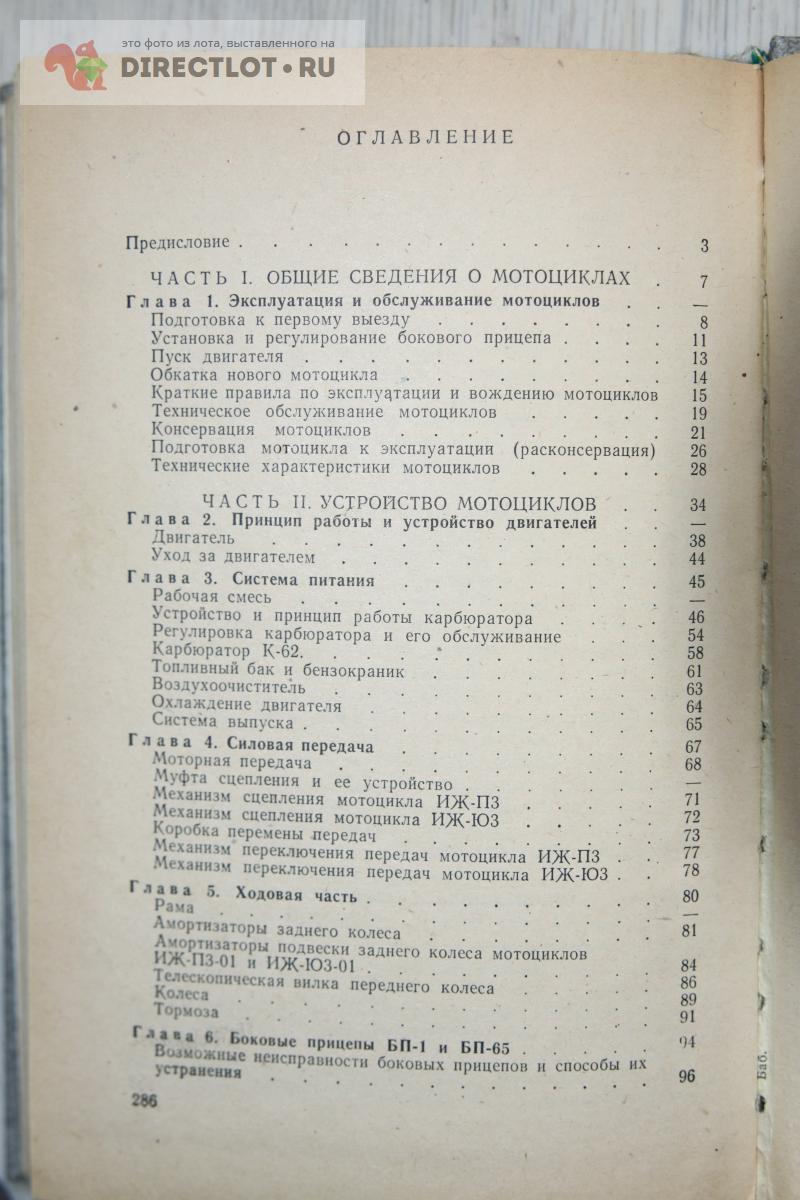 это фото из лота, выставленного на
DIRECTLOT.RU
ОГЛАВЛЕНИЕ
Предисловие . . . . . . . . . . . . . 3
ЧАСТЬ I. ОБЩИЕ СВЕДЕНИЯ О МОТОЦИКЛАХ . 7
Глава 1. Эксплуатация и обслуживание мотоциклов . . —
Подготовка к первому выезду . . . . . . . 8
Установка и регулирование бокового прицепа . . . . 11
Пуск двигателя . . . . . . . . . . . 13
Обкатка нового мотоцикла . . . . . . . . 14
Краткие правила по эксплуатации и вождению мотоциклов 15
Техническое обслуживание мотоциклов . . . . . 19
Консервация мотоциклов . . . . . . . . 21
Подготовка мотоцикла к эксплуатации (расконсервация) 26
Технические характеристики мотоциклов . . . . . 28
ЧАСТЬ II. УСТРОЙСТВО МОТОЦИКЛОВ . . 34
Глава 2. Принцип работы и устройство двигателей . . —
Двигатель . . . . . . . . . . . . 38
Уход за двигателем . . . . . . . . . . 44
Глава 3. Система питания . . . . . . . . 45
Рабочая смесь . . . . . . . . . . . —
Устройство и принцип работы карбюратора . . . . 46
Регулировка карбюратора и его обслуживание . . . 54
Карбюратор К-62. . . . . . . . . . . 58
Топливный бак и бензокраник . . . . . . . 61
Воздухоочиститель . . . . . . . . . . 63
Охлаждение двигателя . . . . . . . . . 64
Система выпуска . . . . . . . . . . . 65
Глава 4. Силовая передача . . . . . . . . 67
Моторная передача . . . . . . . . . . 68
Муфта сцепления и ее устройство . . . . . . —
Механизм сцепления мотоцикла ИЖ-ПЗ . . . . . 71
Механизм сцепления мотоцикла ИЖ-ЮЗ . . . . . 72
Коробка перемены передач . . . . . . . . 73
Механизм переключения передач мотоцикла ИЖ-ПЗ . . 77
Механизм переключения передач мотоцикла ИЖ-ЮЗ . . 78
Глава 5. Ходовая часть . . . . . . . . . 80
Рама . . . . . . . . . . . . . —
Амортизаторы заднего колеса . . . . . . . 81
Амортизаторы подвески заднего колеса мотоциклов
ИЖ-ПЗ-01 и ИЖ-ЮЗ-01 . . . . . . . . . 84
Телескопическая вилка переднего колеса . . . . . 86
Колеса . . . . . . . . . . . . . 89
Тормоза . . . . . . . . . . . . . 91
Глава 6. Боковые прицепы БП-1 и БП-65 . . . . . 94
Возможные неисправности боковых прицепов и способы их
устранения . . . . . . . . . . . . 96
286
Баб.